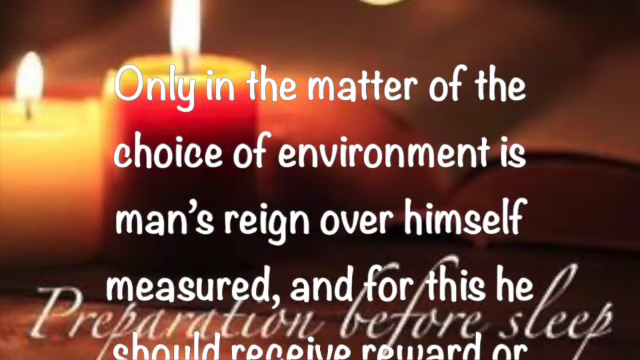 Only in the matter of the
choice of environment is
man's reign over himself
measured, and for this he
Preparation before sleep
should receive reward or